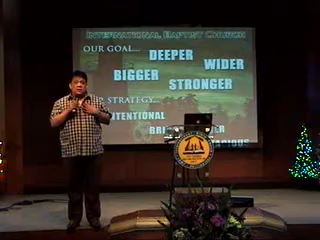 INTERNATIONAL BAPTIST CHURCH
OUR GOAL...
DEEPER
WIDER
BIGGER
STRONGER
STRATEGY...
INTENTIONAL